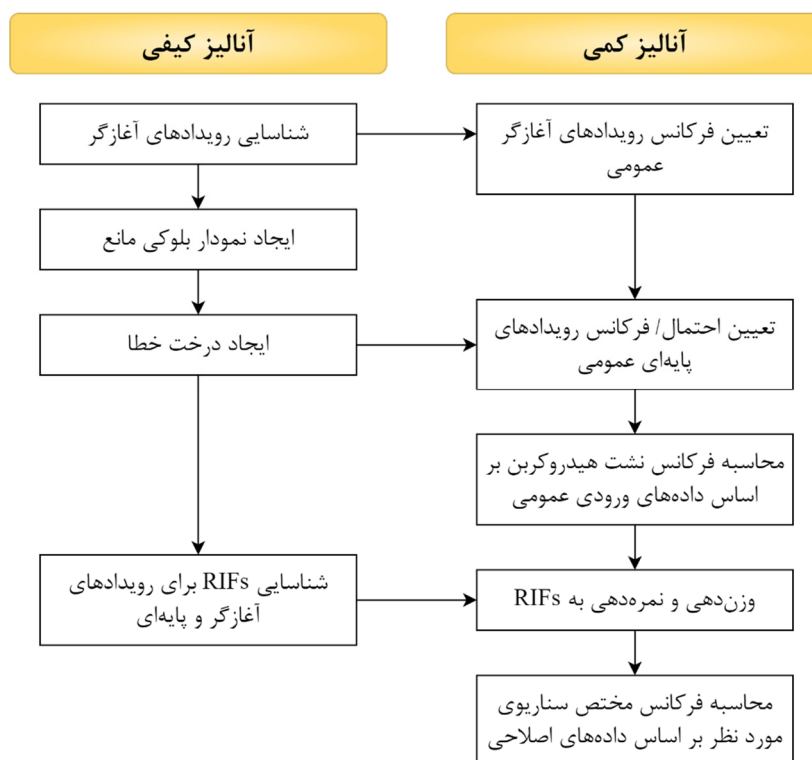 آنالیز کیفی
آنالیز کمی
شناسایی رویدادهای آغازگر
تعیین فرکانس رویدادهای آغازگر
عمومی
ایجاد نمودار بلوکی مانع
ایجاد درخت خطا
تعیین احتمال/ فرکانس رویدادهای
پایه‌ای عمومی
محاسبه فرکانس نشت هیدروکربن بر
اساس داده‌های ورودی عمومی
شناسایی RIFs برای رویدادهای
آغازگر و پایه‌ای
وزن‌دهی و نمره‌دهی به RIFs
محاسبه فرکانس مختص سناریوی
مورد نظر بر اساس داده‌های اصلاحی